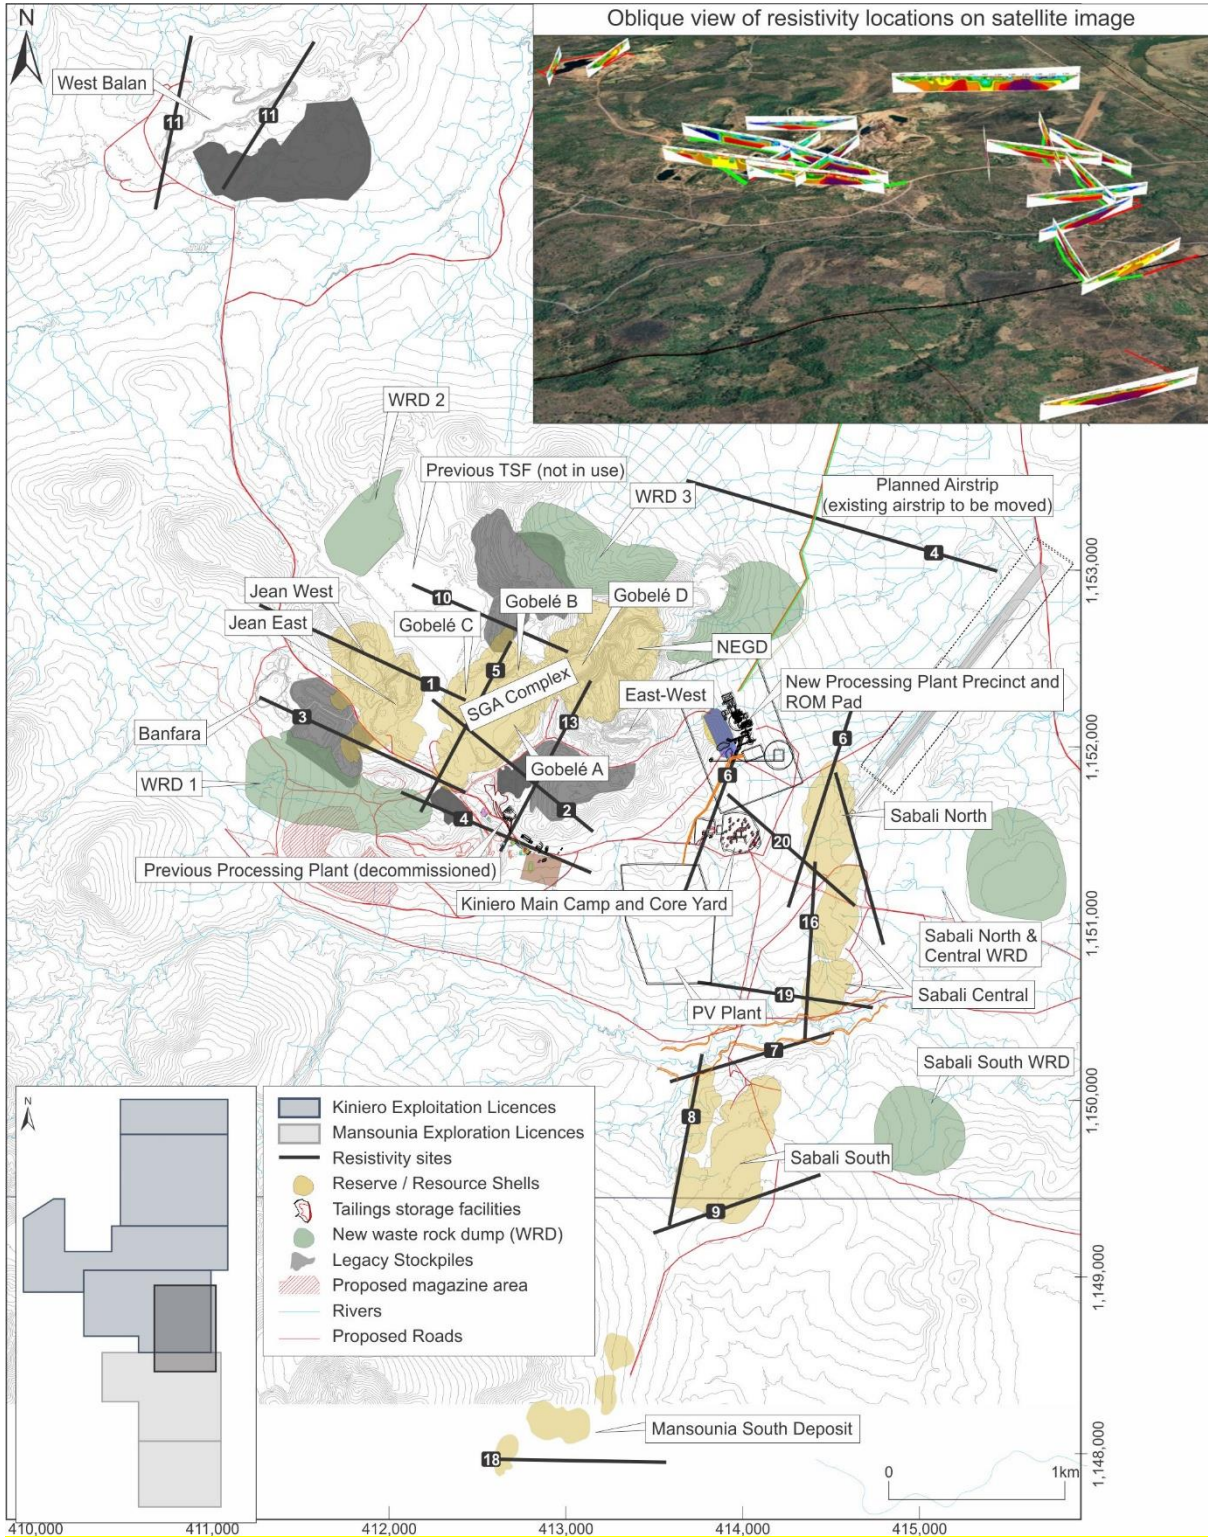 Oblique view of resistivity locations on satellite image
N
West Balan
11
11
WRD 2
Previous TSF (not in use)
WRD 3
Planned Airstrip
(existing airstrip to be moved)
4
1,153,000
Jean West
Jean East
10
Gobelé C
Gobelé B
Gobelé D
NEGD
5
1
SGA Complex
East-West
New Processing Plant Precinct and
ROM Pad
Banfara
3
13
6
1,152,000
WRD 1
Gobelé A
6
2
4
Sabali North
20
Previous Processing Plant (decommissioned)
Kiniero Main Camp and Core Yard
16
1,151,000
Sabali North &
Central WRD
19
PV Plant
Sabali Central
7
Sabali South WRD
8
1,150,000
Sabali South
9
N
Kiniero Exploitation Licences
Mansounia Exploration Licences
Resistivity sites
Reserve / Resource Shells
Tailings storage facilities
New waste rock dump (WRD)
Legacy Stockpiles
Proposed magazine area
Rivers
Proposed Roads
1,149,000
Mansounia South Deposit
18
1,148,000
0 1km
410,000 411,000 412,000 413,000 414,000 415,000